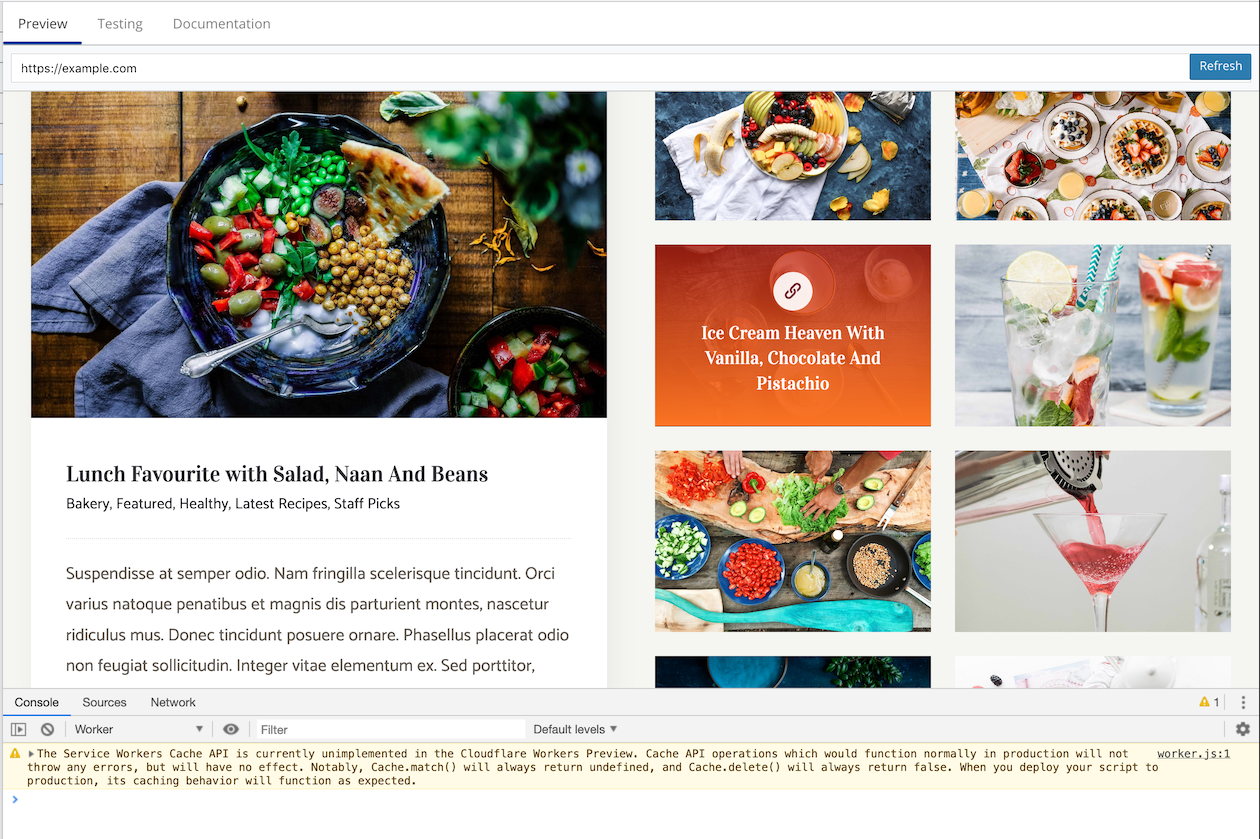 Preview Testing Documentation
https://example.com Refresh
Ice Cream Heaven With
Vanilla, Chocolate And
Pistachio
Lunch Favourite with Salad, Naan And Beans
Bakery, Featured, Healthy, Latest Recipes, Staff Picks
Suspendisse at semper odio. Nam fringilla scelerisque tincidunt. Orci
varius natoque penatibus et magnis dis parturient montes, nascetur
ridiculus mus. Donec tincidunt posuere ornare. Phasellus placerat odio
non feugiat sollicitudin. Integer vitae elementum ex. Sed porttitor,
Console Sources Network 1
Worker Filter Default levels
The Service Workers Cache API is currently unimplemented in the Cloudflare Workers Preview. Cache API operations which would function normally in production will not worker.js:1
throw any errors, but will have no effect. Notably, Cache.match() will always return undefined, and Cache.delete() will always return false. When you deploy your script to
production, its caching behavior will function as expected.